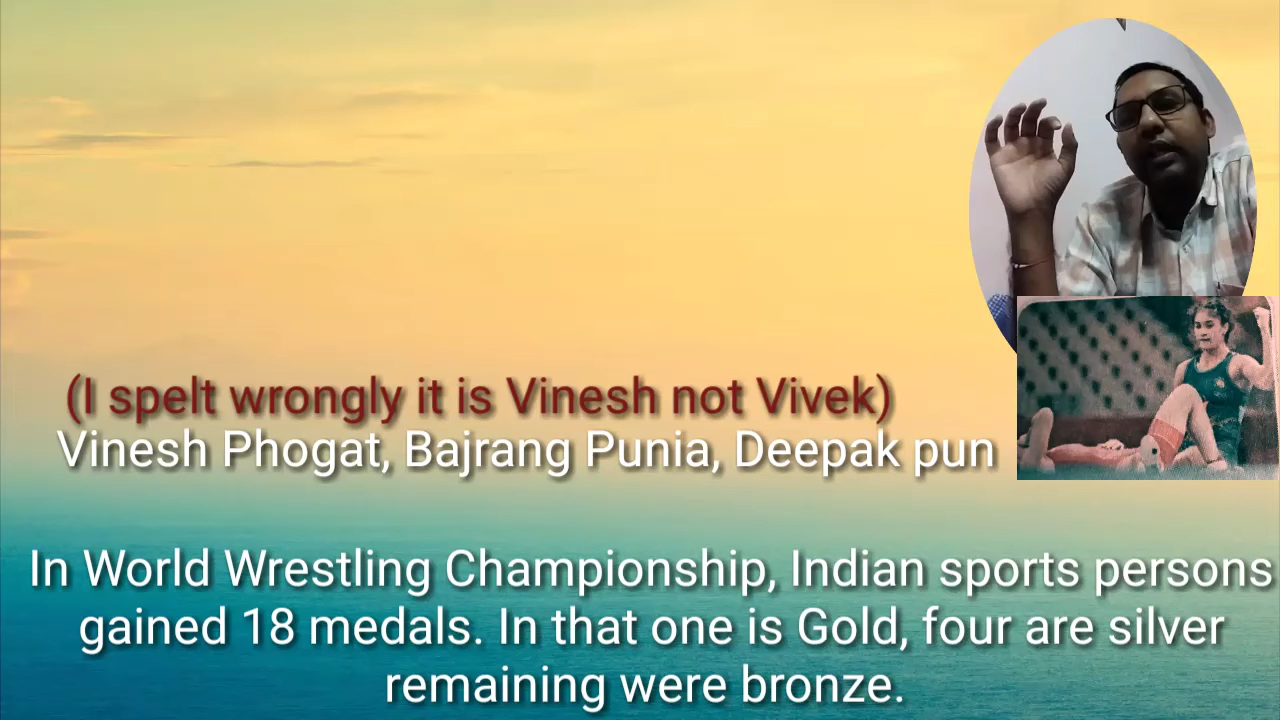 (I spelt wrongly it is Vinesh not Vivek)
Vinesh Phogat, Bajrang Punia, Deepak pun
In World Wrestling Championship, Indian sports persons
gained 18 medals. In that one is Gold, four are silver
remaining were bronze.